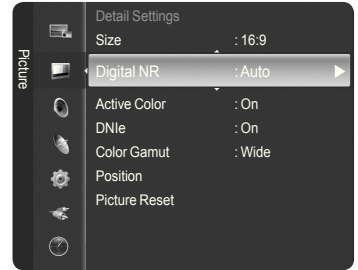 Picture
Detail Settings
Size : 16:9
Digital NR : Auto
Active Color : On
DNIe : On
Color Gamut : Wide
Position
Picture Reset